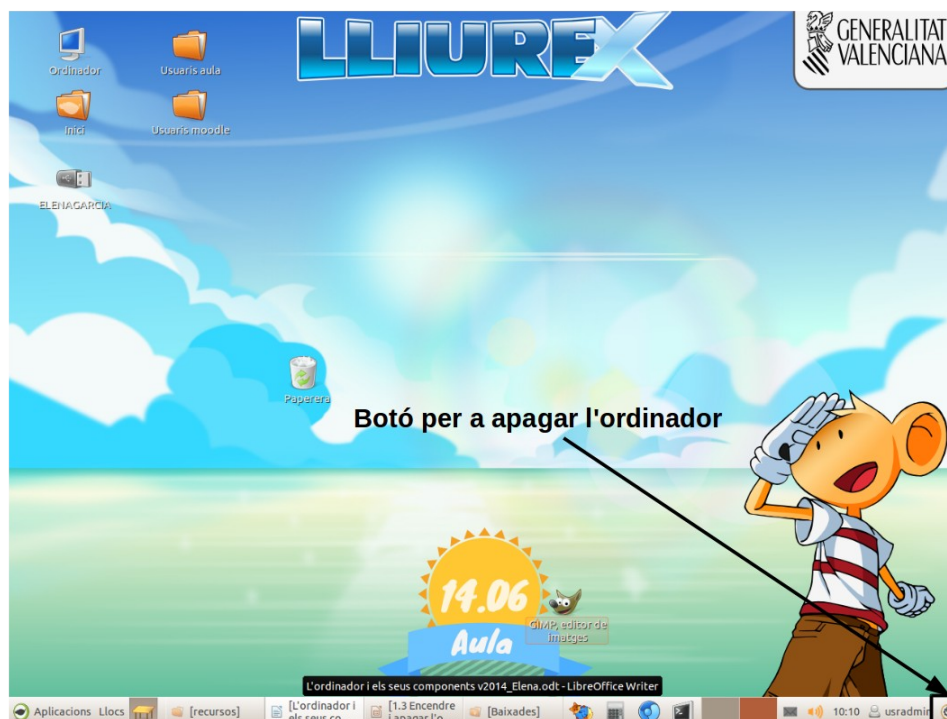 LLIUREX
GENERALITAT
VALENCIANA
Ordinador
Usuaris aula
Inici
Usuaris moodle
ELENAGARCIA
Paperera
Botó per a apagar l'ordinador
14.06
Aula
GIMP, editor de
imatges
L'ordinador i els seus components v2014_Elena.odt - LibreOffice Writer
Aplicacions Llocs
[recursos]
[L'ordinador i
els seus co...
[1.3 Encendre
i apagar l'o...
[Baixades]
10:10
usradmin